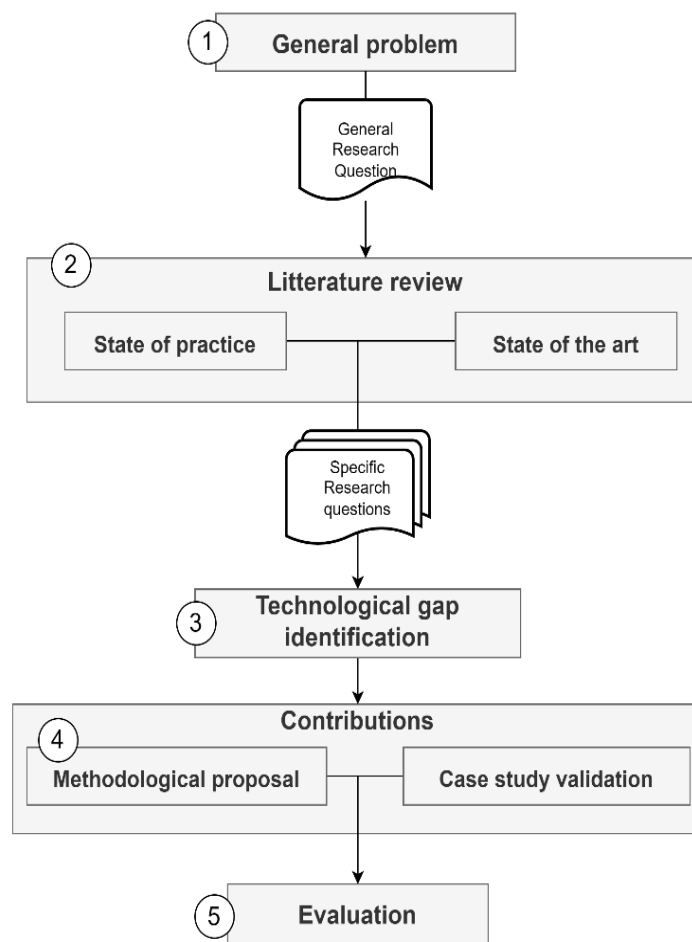 1
General problem
General
Research
Question
2
Litterature review
State of practice
State of the art
Specific
Research
questions
3
Technological gap
identification
Contributions
4
Methodological proposal
Case study validation
5
Evaluation